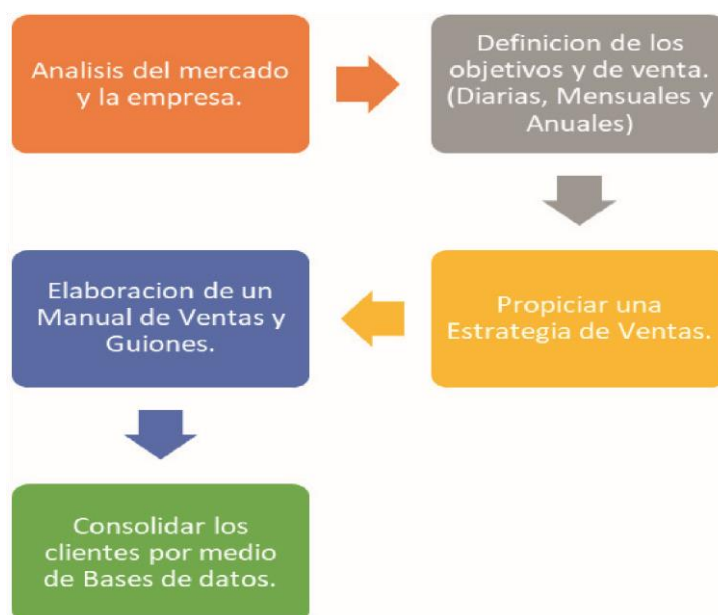 Analisis del mercado
y la empresa.
Definicion de los
objetivos y de venta.
(Diarias, Mensuales y
Anuales)
Propiciar una
Estrategia de Ventas.
Elaboracion de un
Manual de Ventas y
Guiones.
Consolidar los
clientes por medio
de Bases de datos.